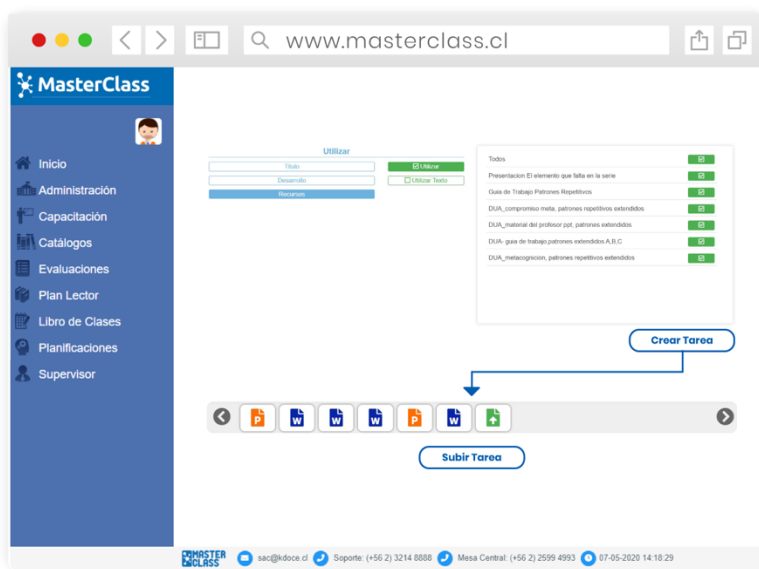 www.masterclass.cl
MasterClass
Inicio
Administración
Capacitación
Catálogos
Evaluaciones
Plan Lector
Libro de Clases
Planificaciones
Supervisor
Utilizar
Título
Utilizar
Desarrollo
Utilizar Texto
Recursos
Todos
Presentacion El elemento que falta en la serie
Guia de Trabajo Patrones Repetitivos
DUA_compromiso meta, patrones repetitivos extendidos
DUA_material del profesor ppt, patrones extendidos
DUA- guia de trabajo,patrones extendidos A,B,C
DUA_metacognicion, patrones repetitivos extendidos
Crear Tarea
P W W W P W
Subir Tarea
MASTER CLASS
sac@kdoce.cl Soporte: (+56 2) 3214 8888 Mesa Central: (+56 2) 2599 4993 07-05-2020 14:18:29